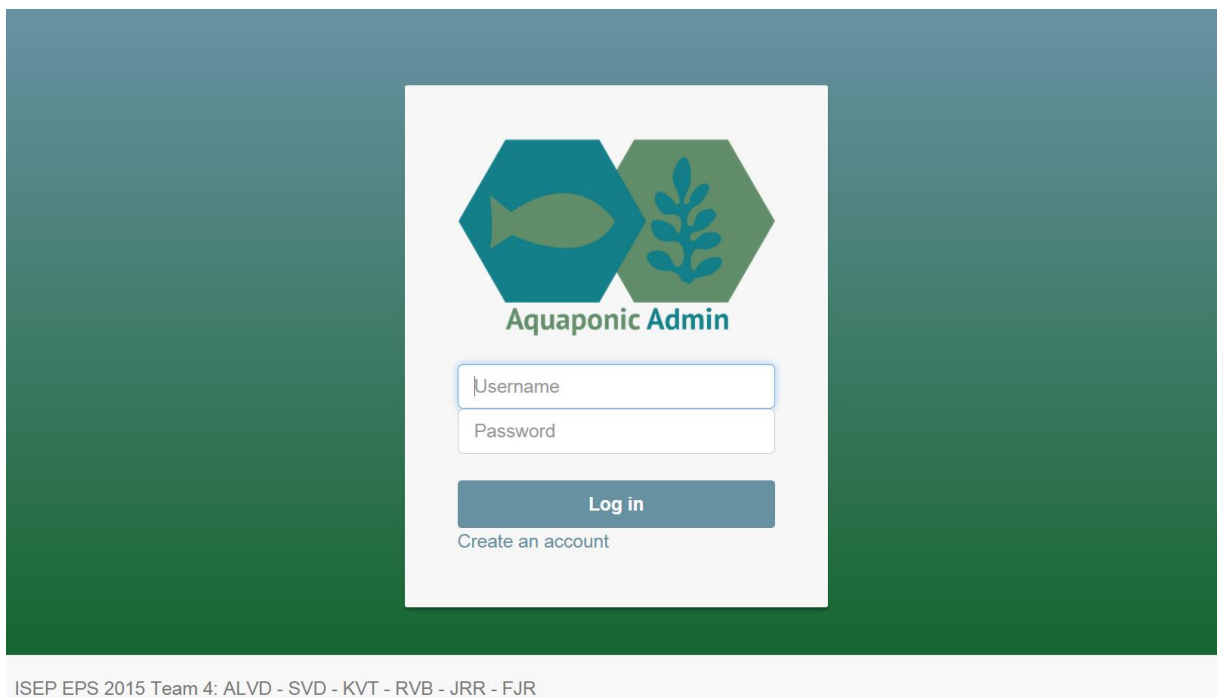 Aquaponic Admin
Username
Password
Log in
Create an account
ISEP EPS 2015 Team 4: ALVD - SVD - KVT - RVB - JRR - FJR